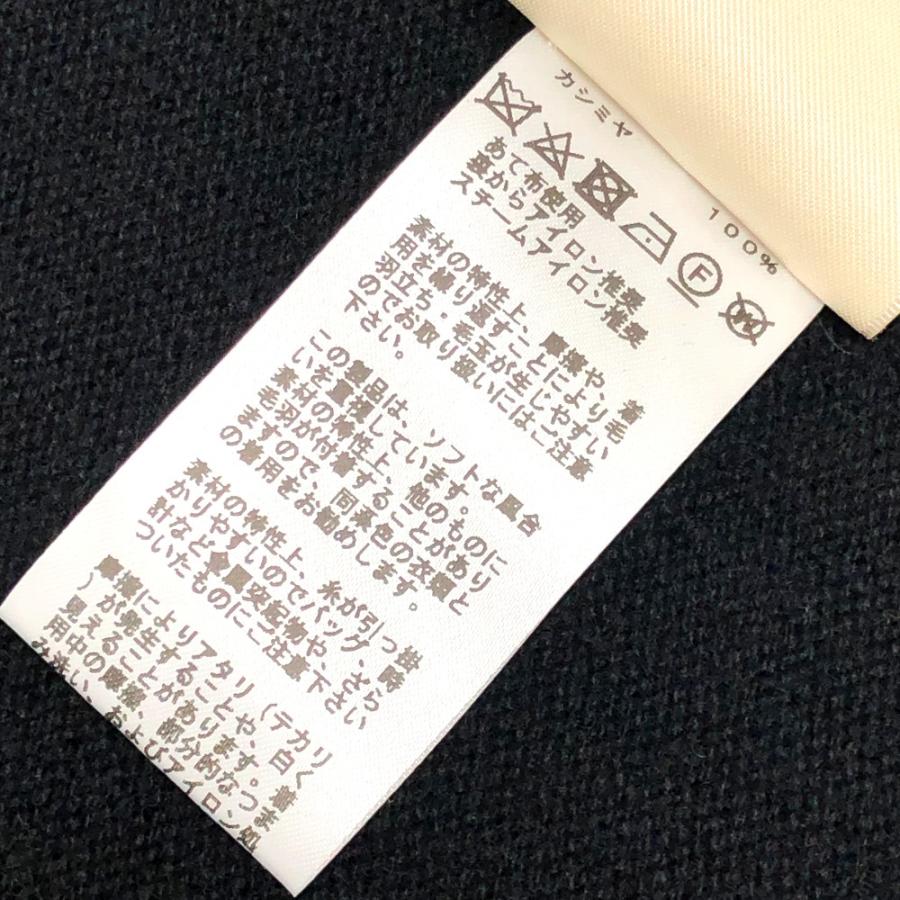 カシミヤ 100%
F
W
あて布使用
裏からアイロン推奨
スチームアイロン推奨
素材の特性上、摩擦や、着
用を繰り返すことにより毛
羽立ち・毛玉が生じやすい
のでお取り扱いにはご注意
下さい。
この製品は、ソフトな風合
いを重視しています。
素材の特性上、他のものに
毛羽が付着することがあり
ますので、同系色の衣類と
の着用をお勧めします。
素材の特性上、糸が引っ掛
かりやすいのでバッグ、時
計など金属突起物や、ざら
ついたものにご注意下さい
摩擦によりアタリ(テカリ
)が発生することや、白く
見えることがあります。着
用中の摩擦、部分的なつま
み洗い、およびアイロン処